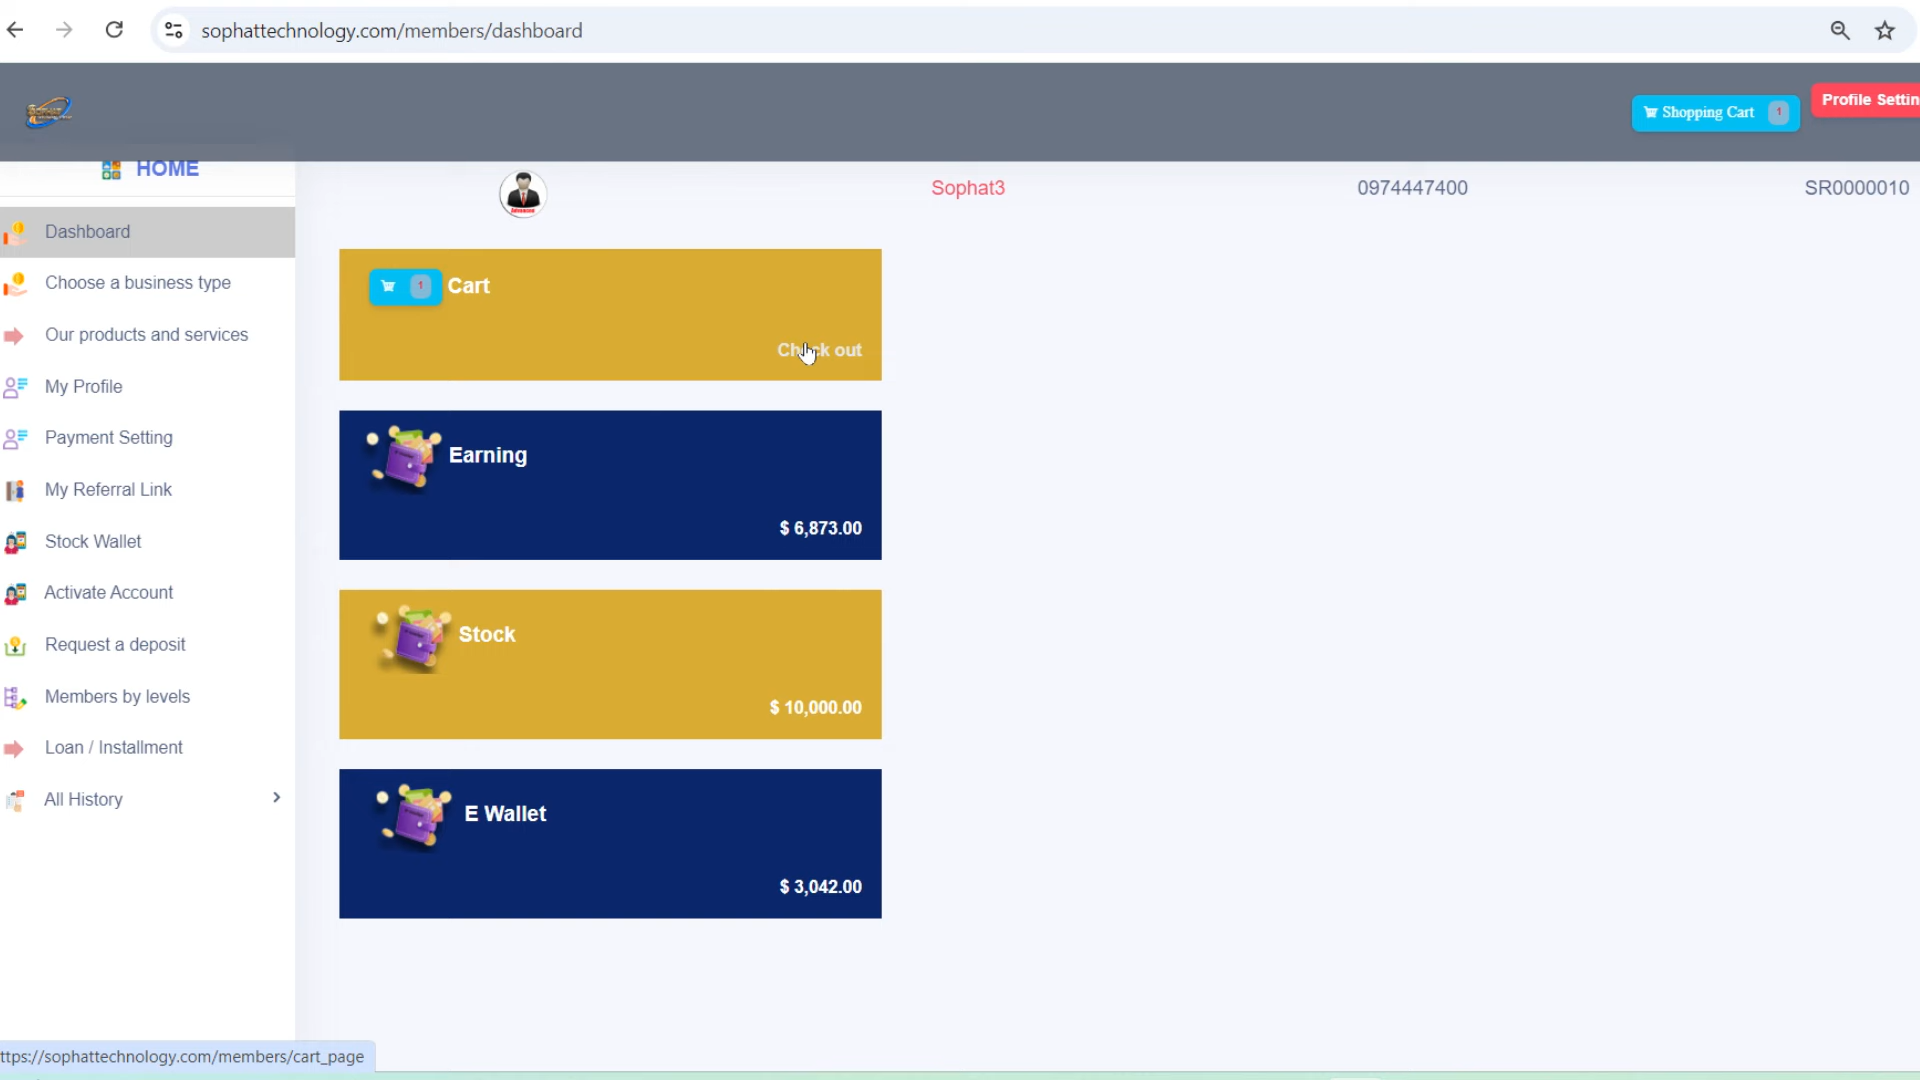 sophattechnology.com/members/dashboard
Shopping Cart 1
Profile Settin
HOME
Sophat3
0974447400
SR0000010
Dashboard
Choose a business type
Our products and services
My Profile
Payment Setting
My Referral Link
Stock Wallet
Activate Account
Request a deposit
Members by levels
Loan / Installment
All History
1 Cart
Check out
Earning
$ 6,873.00
Stock
$ 10,000.00
E Wallet
$ 3,042.00
ttps://sophattechnology.com/members/cart_page